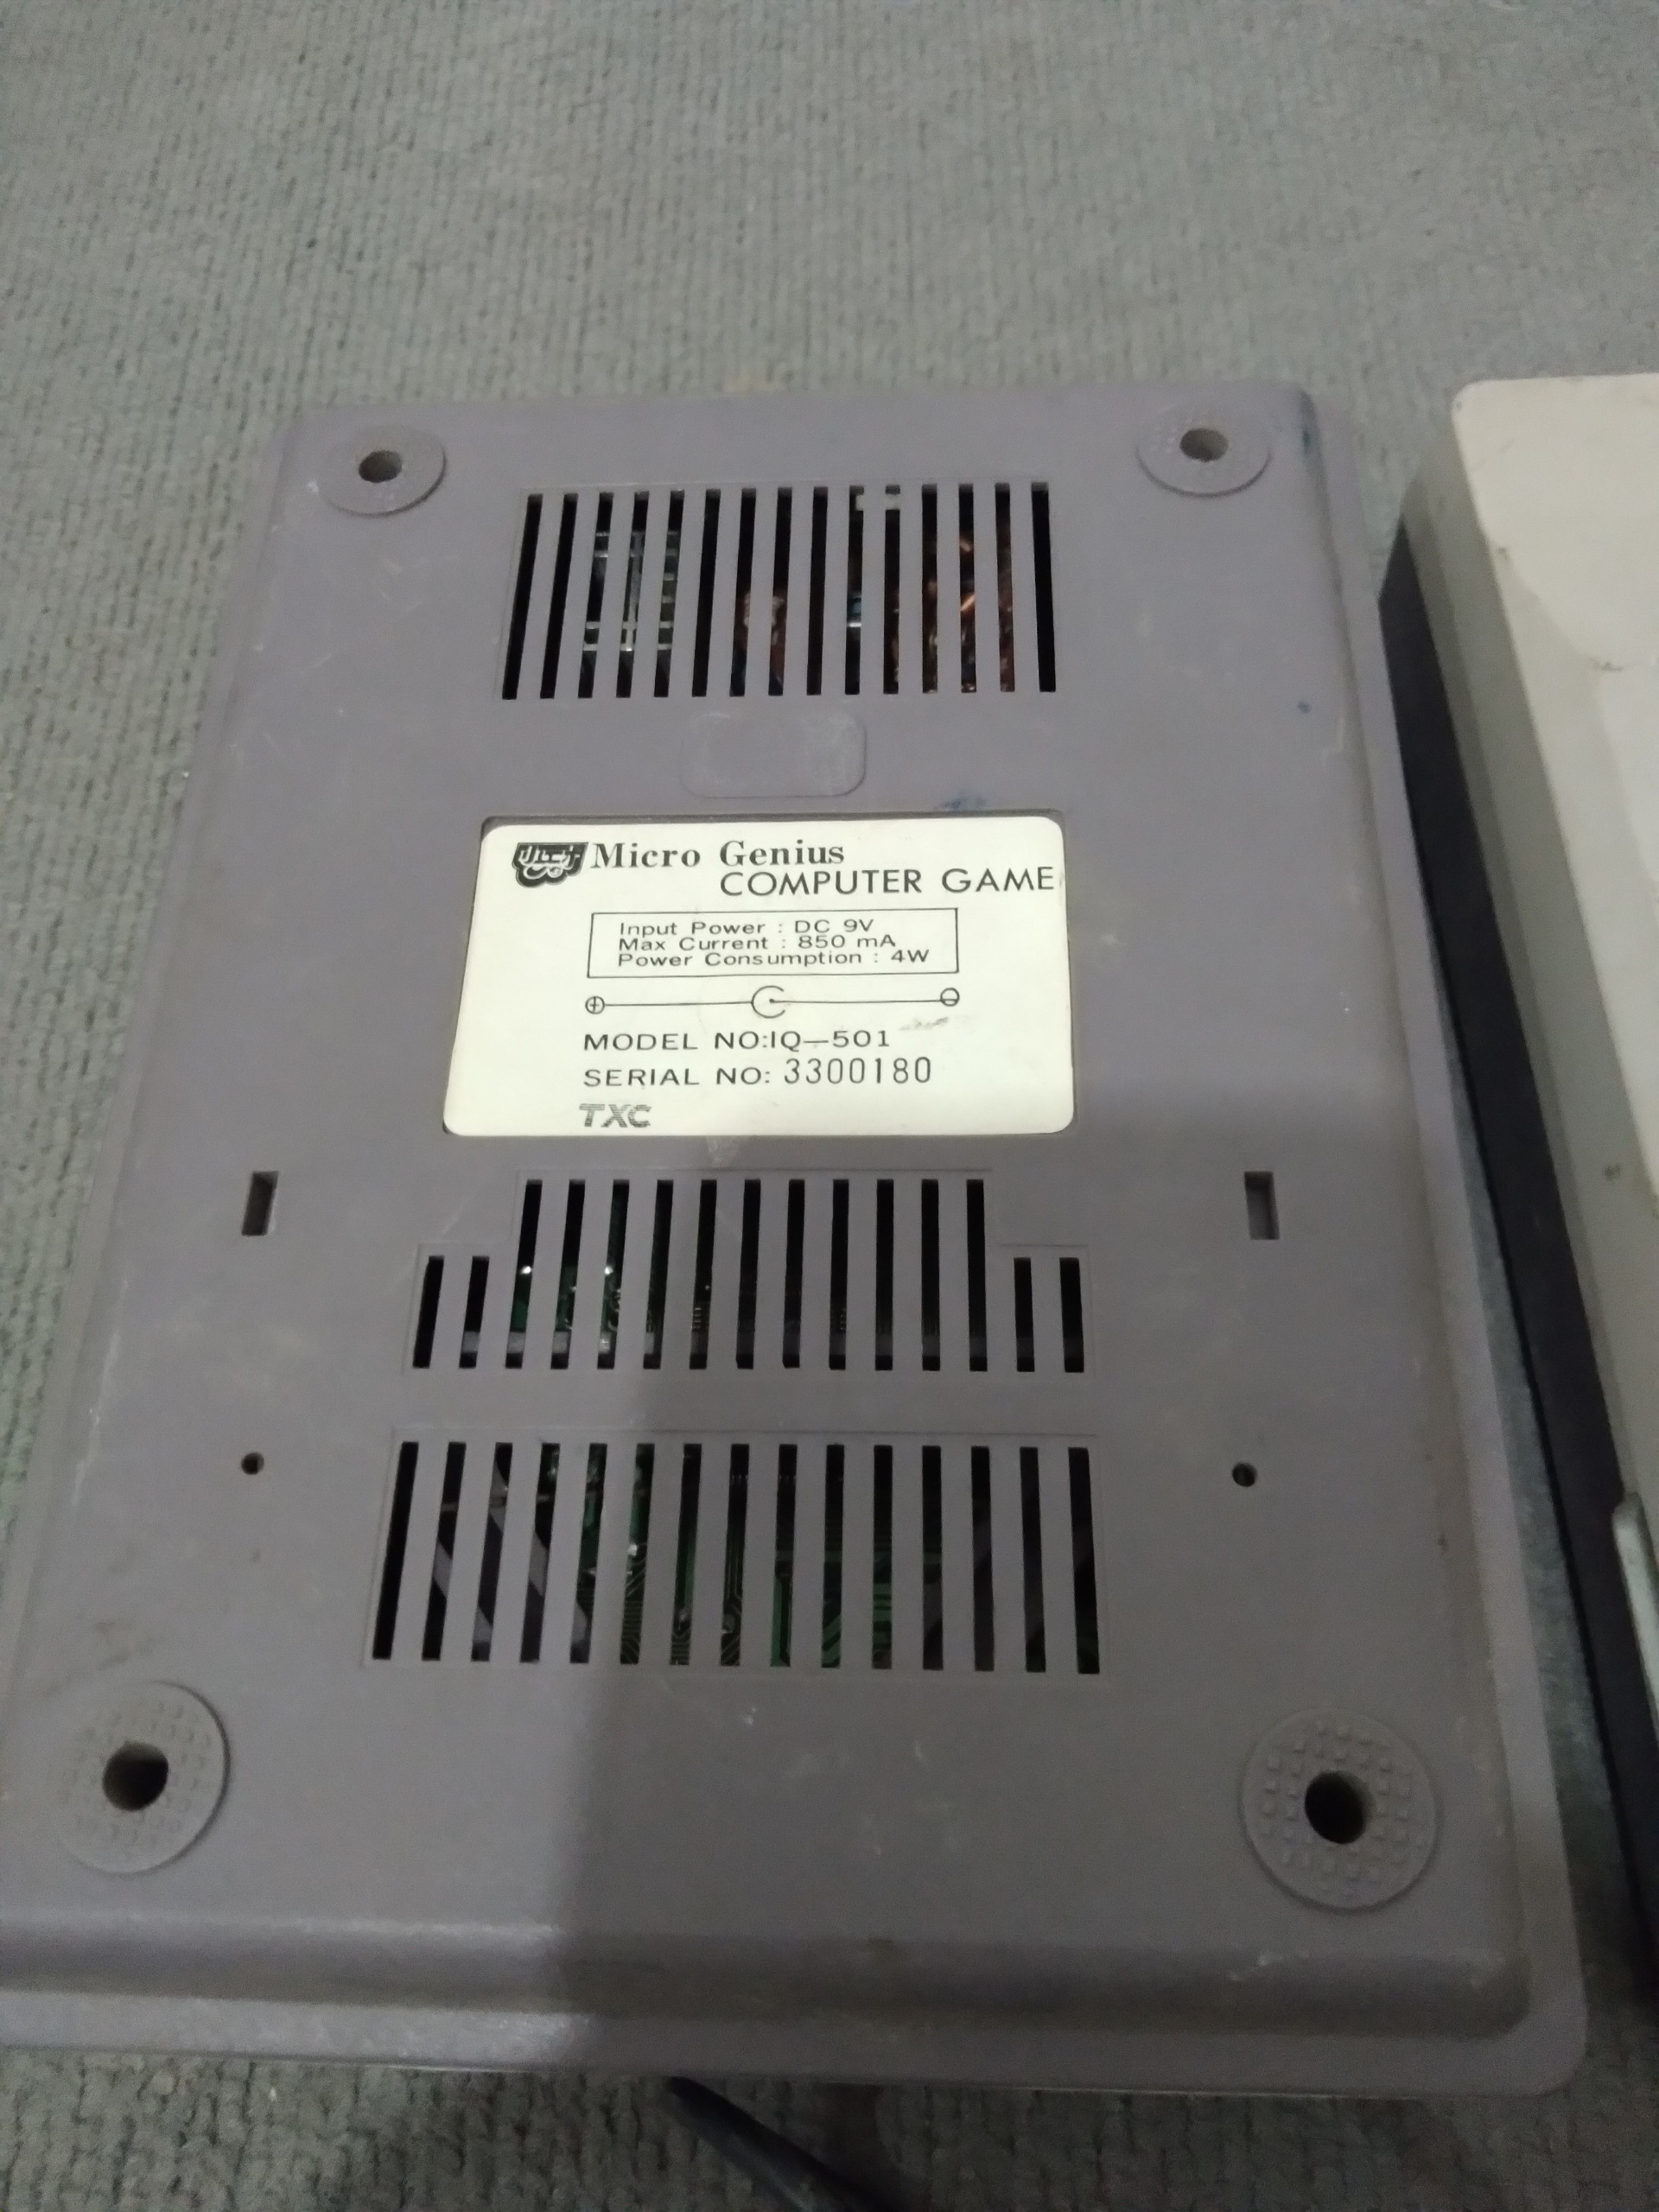 Micro Genius
COMPUTER GAME
Input Power : DC 9V
Max Current : 850 mA
Power Consumption : 4W
MODEL NO:IQ—501
SERIAL NO: 3300180
TXC